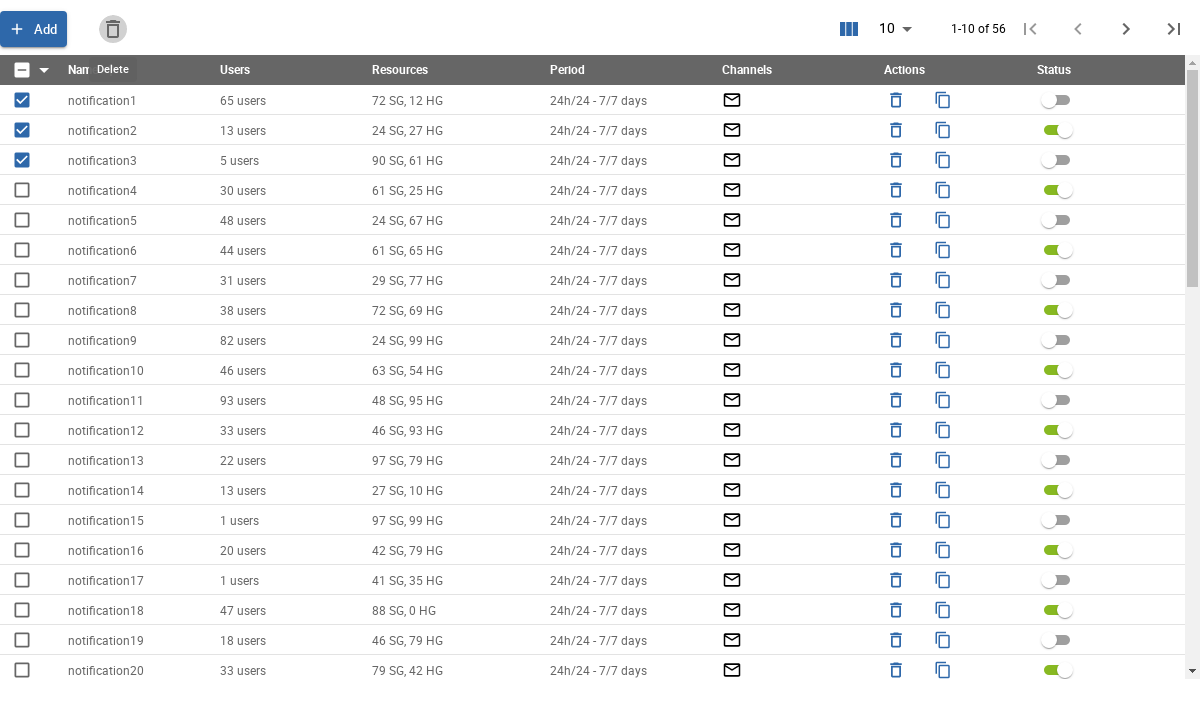 Add 10 1-10 of 56
Nam Delete Users Resources Period Channels Actions Status
notification1 65 users 72 SG, 12 HG 24h/24 - 7/7 days
notification2 13 users 24 SG, 27 HG 24h/24 - 7/7 days
notification3 5 users 90 SG, 61 HG 24h/24 - 7/7 days
notification4 30 users 61 SG, 25 HG 24h/24 - 7/7 days
notification5 48 users 24 SG, 67 HG 24h/24 - 7/7 days
notification6 44 users 61 SG, 65 HG 24h/24 - 7/7 days
notification7 31 users 29 SG, 77 HG 24h/24 - 7/7 days
notification8 38 users 72 SG, 69 HG 24h/24 - 7/7 days
notification9 82 users 24 SG, 99 HG 24h/24 - 7/7 days
notification10 46 users 63 SG, 54 HG 24h/24 - 7/7 days
notification11 93 users 48 SG, 95 HG 24h/24 - 7/7 days
notification12 33 users 46 SG, 93 HG 24h/24 - 7/7 days
notification13 22 users 97 SG, 79 HG 24h/24 - 7/7 days
notification14 13 users 27 SG, 10 HG 24h/24 - 7/7 days
notification15 1 users 97 SG, 99 HG 24h/24 - 7/7 days
notification16 20 users 42 SG, 79 HG 24h/24 - 7/7 days
notification17 1 users 41 SG, 35 HG 24h/24 - 7/7 days
notification18 47 users 88 SG, 0 HG 24h/24 - 7/7 days
notification19 18 users 46 SG, 79 HG 24h/24 - 7/7 days
notification20 33 users 79 SG, 42 HG 24h/24 - 7/7 days